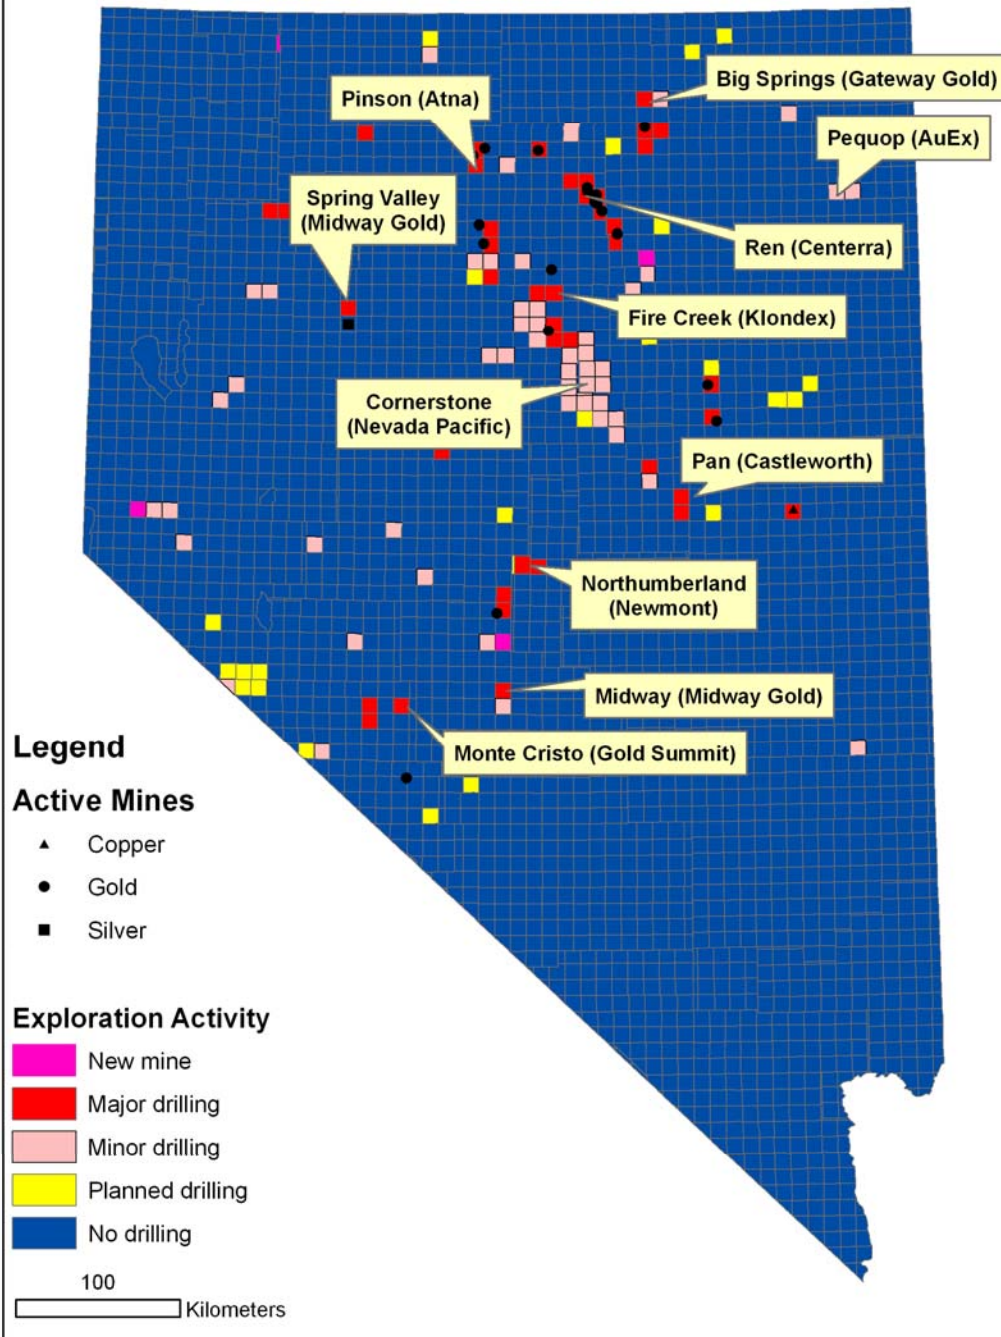 Big Springs (Gateway Gold)
Pinson (Atna)
Pequop (AuEx)
Spring Valley
(Midway Gold)
Ren (Centerra)
Fire Creek (Klondex)
Cornerstone
(Nevada Pacific)
Pan (Castleworth)
Northumberland
(Newmont)
Midway (Midway Gold)
Monte Cristo (Gold Summit)
Legend
Active Mines
Copper
Gold
Silver
Exploration Activity
New mine
Major drilling
Minor drilling
Planned drilling
No drilling
100
Kilometers